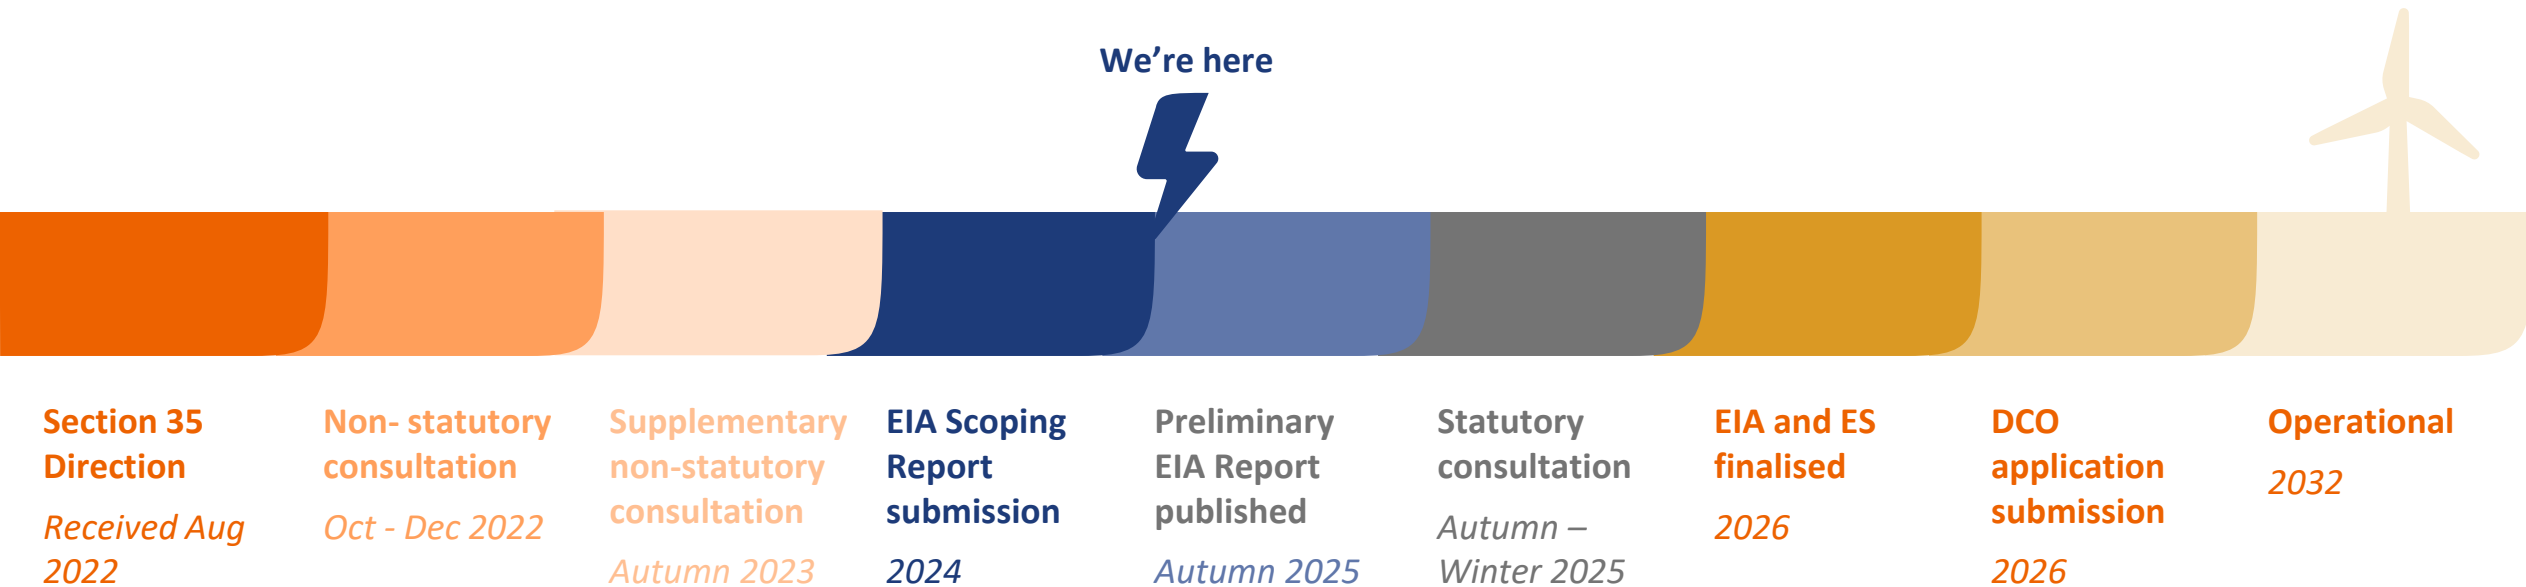 We're here
Section 35
Direction
Received Aug
2022
Non- statutory
consultation
Oct - Dec 2022
Supplementary
non-statutory
consultation
Autumn 2023
EIA Scoping
Report
submission
2024
Preliminary
EIA Report
published
Autumn 2025
Statutory
consultation
Autumn –
Winter 2025
EIA and ES
finalised
2026
DCO
application
submission
2026
Operational
2032